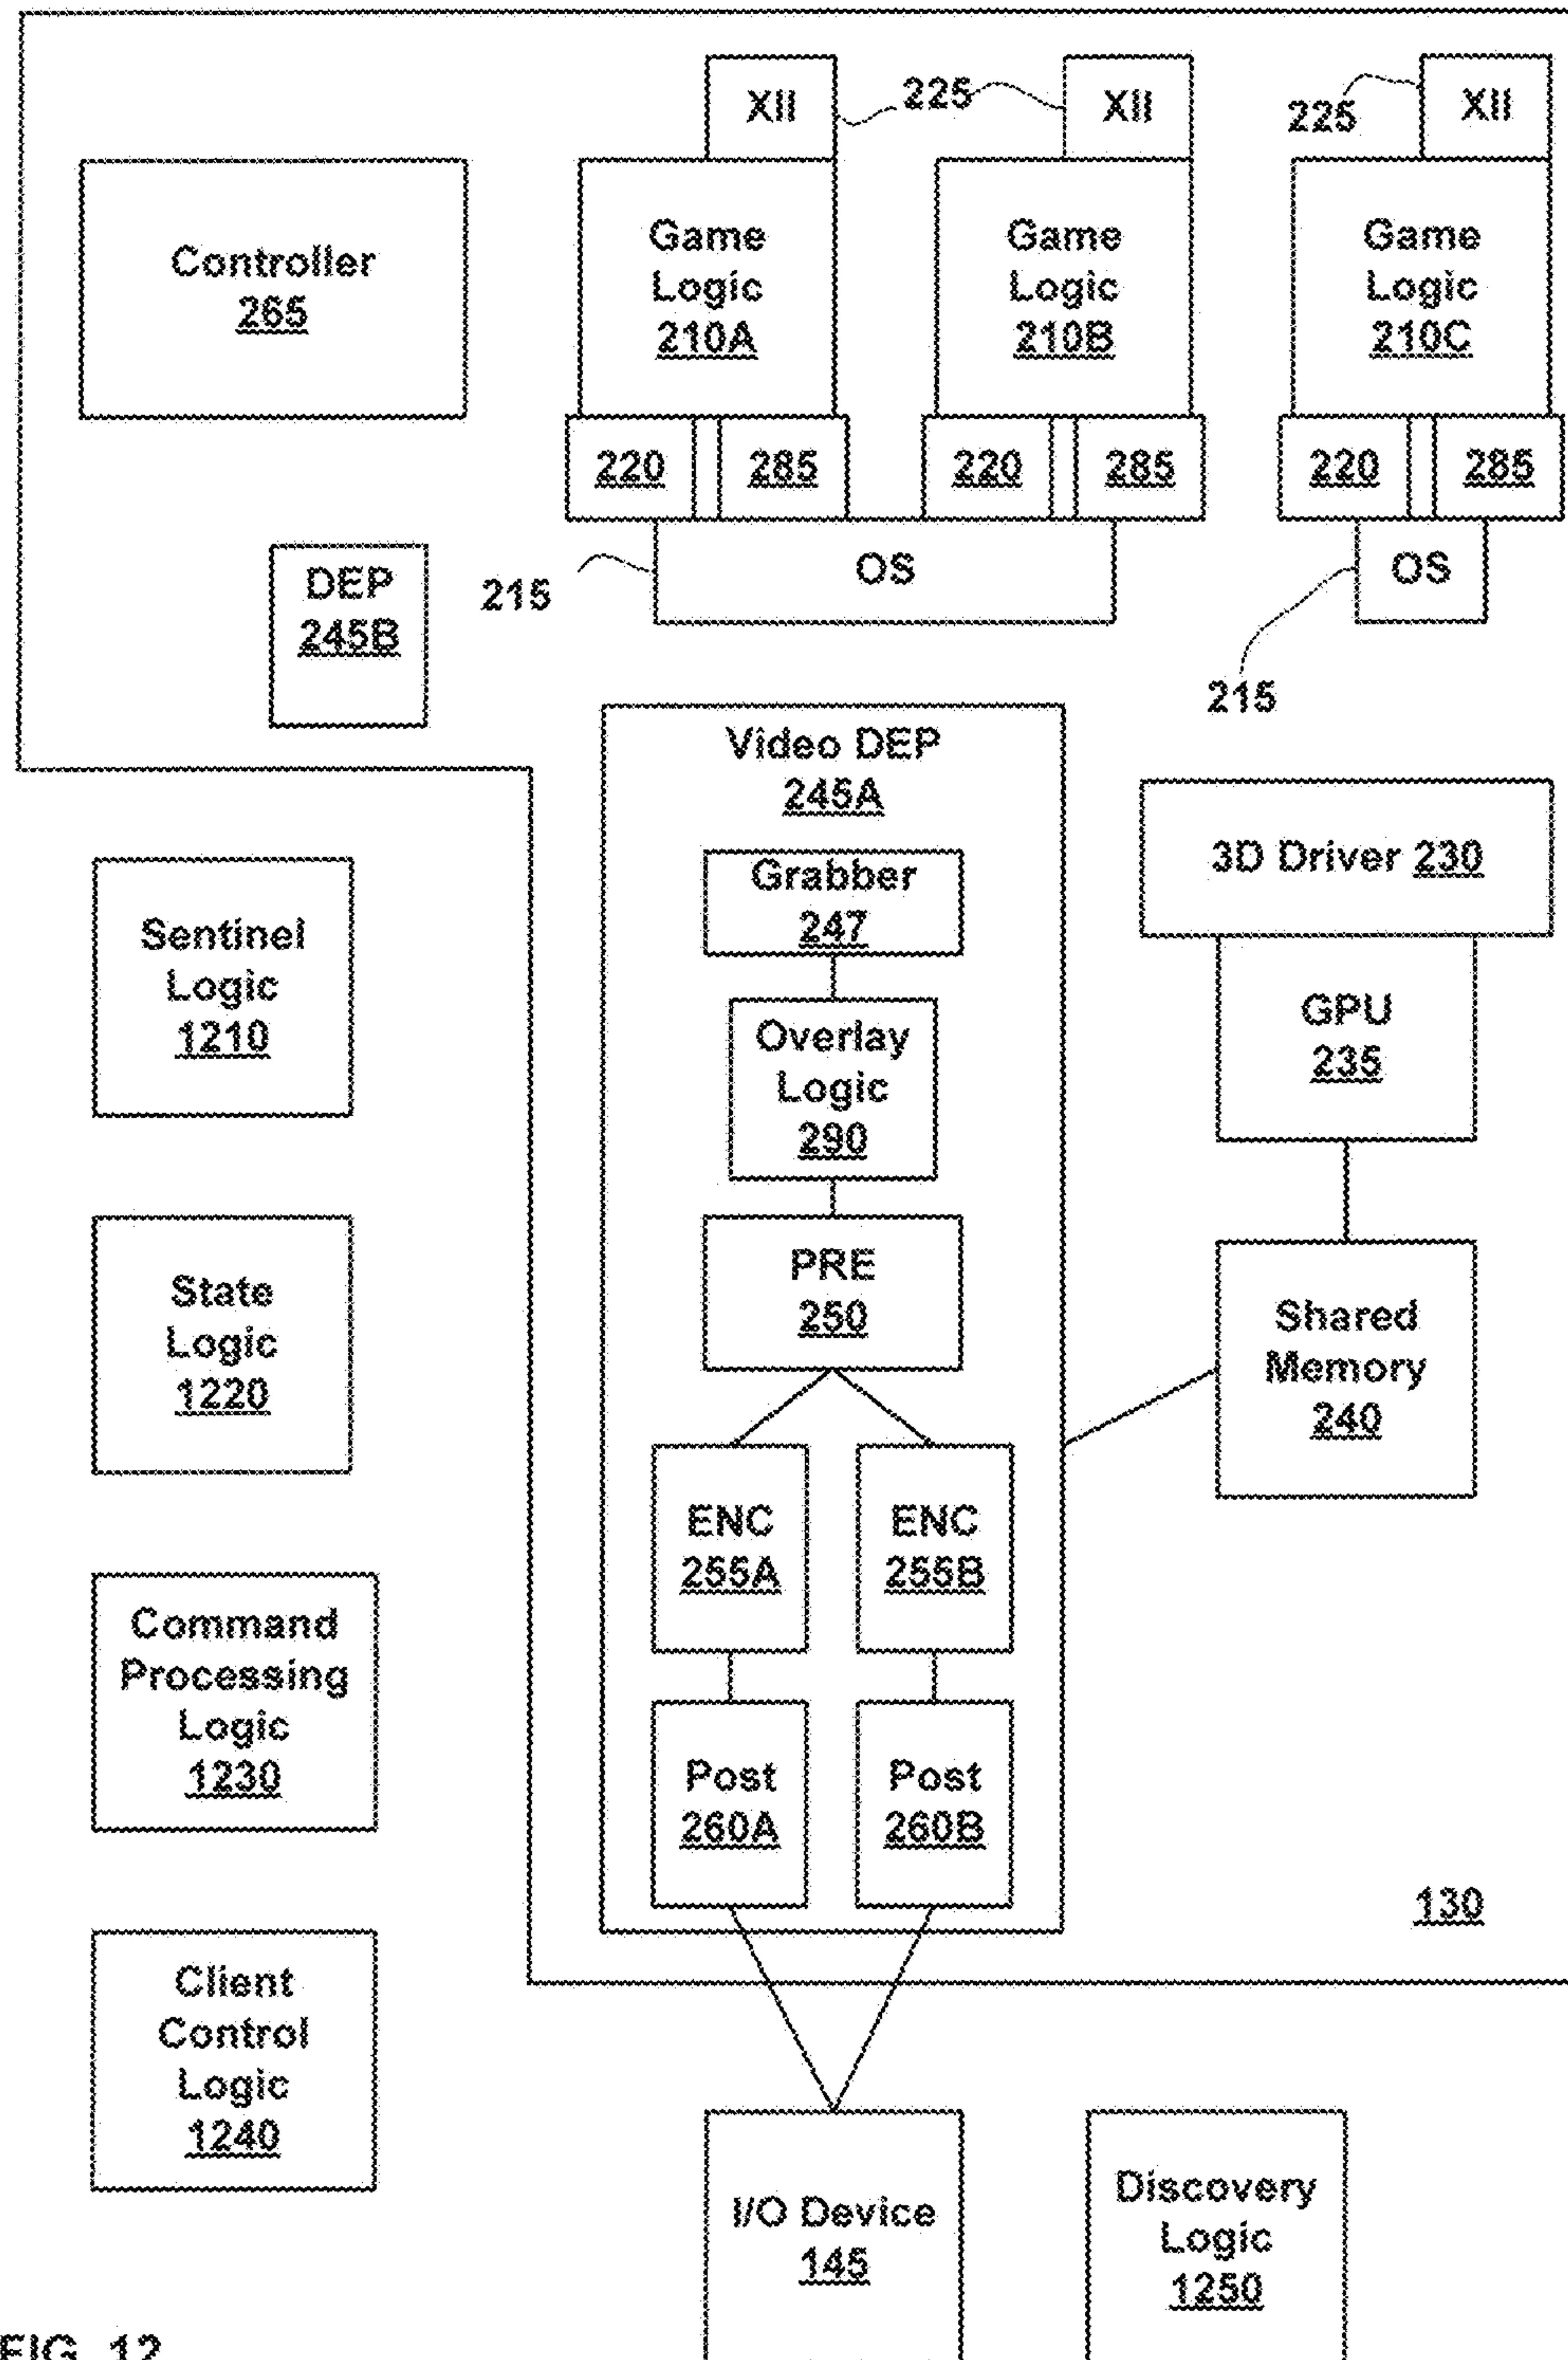 XII
225
XII
225
XII
Controller
265
Game
Logic
210A
Game
Logic
210B
Game
Logic
210C
220
285
220
285
220
285
215
OS
OS
215
DEP
245B
Video DEP
245A
Grabber
247
Overlay
Logic
290
PRE
250
ENC
255A
ENC
255B
Post
260A
Post
260B
3D Driver 230
GPU
235
Shared
Memory
240
130
Sentinel
Logic
1210
State
Logic
1220
Command
Processing
Logic
1230
Client
Control
Logic
1240
I/O Device
145
Discovery
Logic
1250
FIG. 12